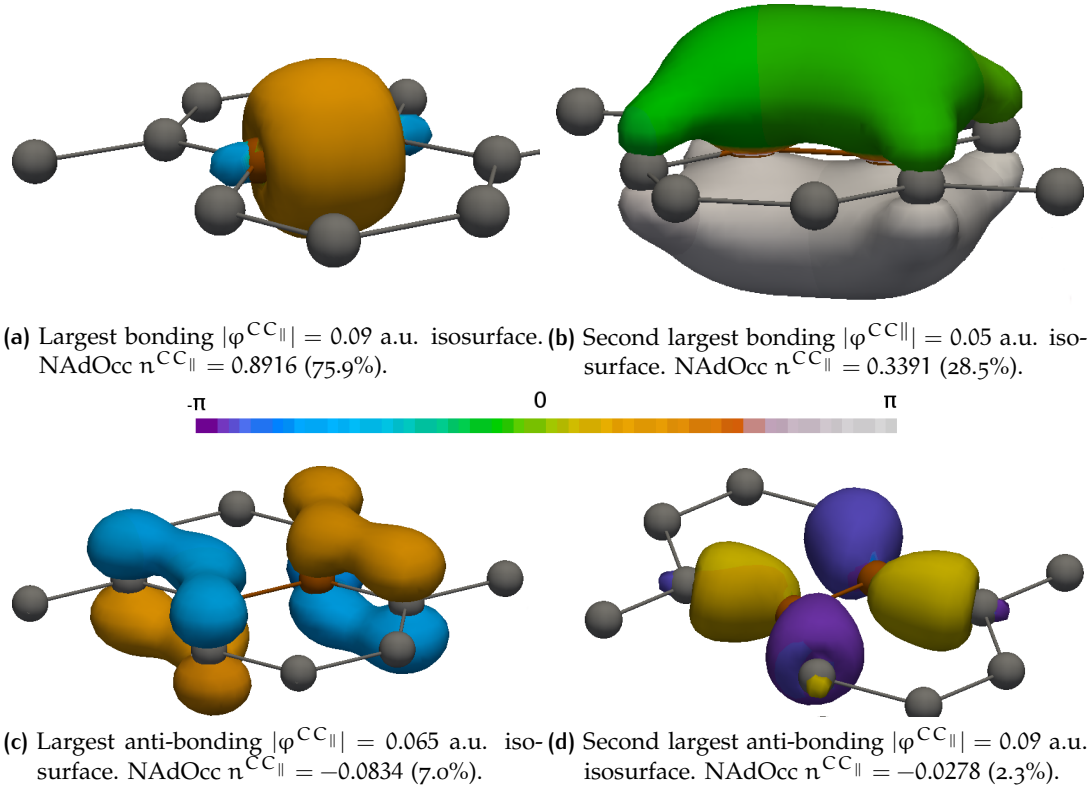 (a) Largest bonding |φ^CC∥| = 0.09 a.u. isosurface.
NAdOcc n^CC∥ = 0.8916 (75.9%).
(b) Second largest bonding |φ^CC∥| = 0.05 a.u. iso-
surface. NAdOcc n^CC∥ = 0.3391 (28.5%).
-π 0 π
(c) Largest anti-bonding |φ^CC∥| = 0.065 a.u. iso-
surface. NAdOcc n^CC∥ = −0.0834 (7.0%).
(d) Second largest anti-bonding |φ^CC∥| = 0.09 a.u.
isosurface. NAdOcc n^CC∥ = −0.0278 (2.3%).